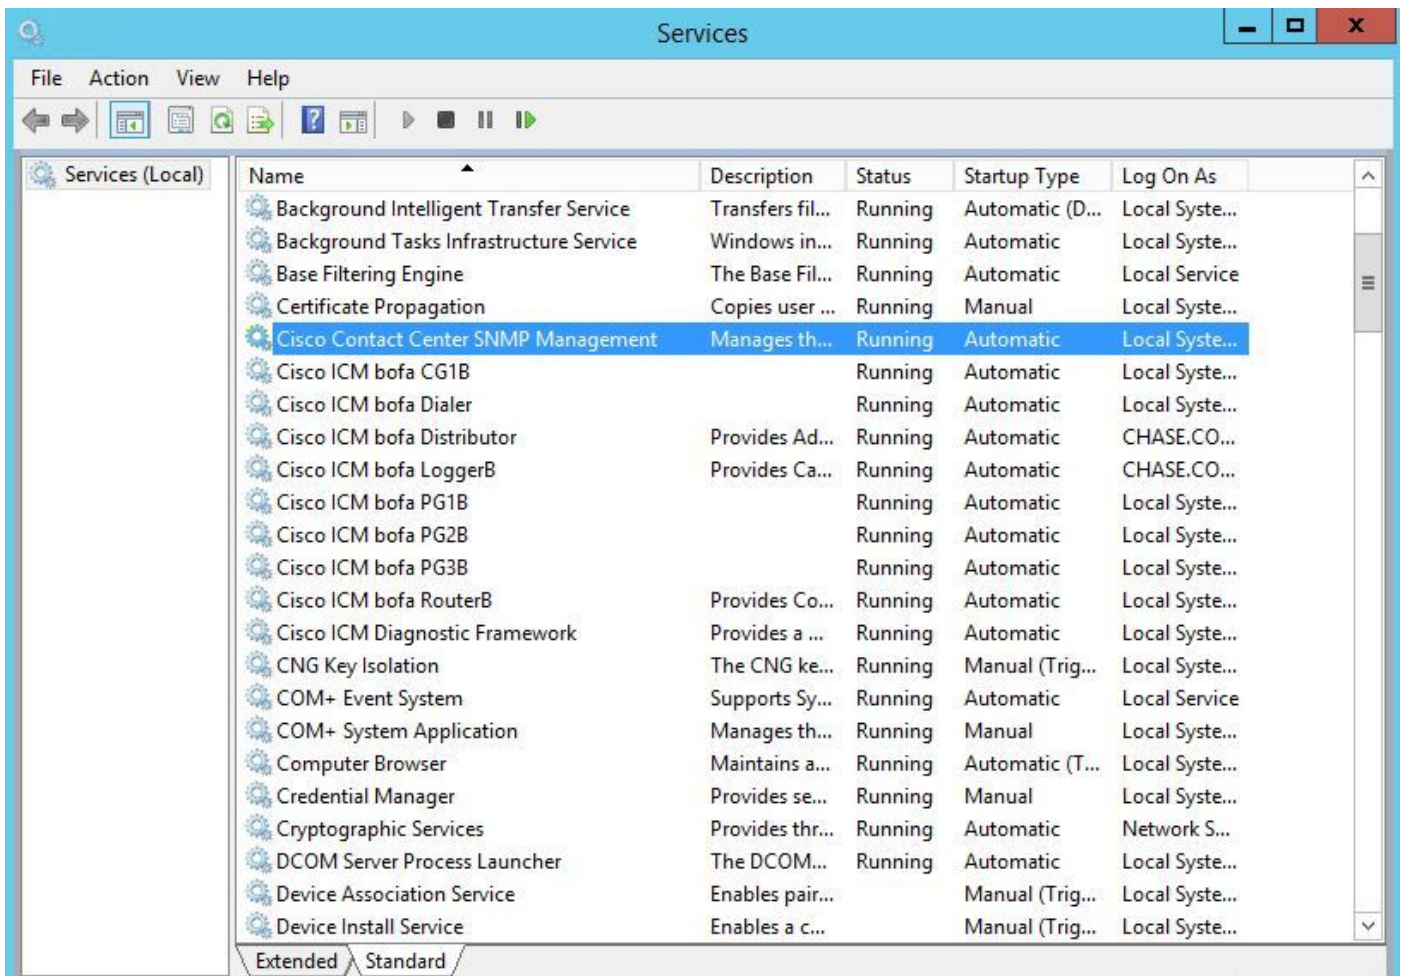 Services
X
File Action View Help
?
Services (Local)
Name Description Status Startup Type Log On As
Background Intelligent Transfer Service Transfers fil... Running Automatic (D... Local Syste...
Background Tasks Infrastructure Service Windows in... Running Automatic Local Syste...
Base Filtering Engine The Base Fil... Running Automatic Local Service
Certificate Propagation Copies user ... Running Manual Local Syste...
Cisco Contact Center SNMP Management Manages th... Running Automatic Local Syste...
Cisco ICM bofa CG1B Running Automatic Local Syste...
Cisco ICM bofa Dialer Running Automatic Local Syste...
Cisco ICM bofa Distributor Provides Ad... Running Automatic CHASE.CO...
Cisco ICM bofa LoggerB Provides Ca... Running Automatic CHASE.CO...
Cisco ICM bofa PG1B Running Automatic Local Syste...
Cisco ICM bofa PG2B Running Automatic Local Syste...
Cisco ICM bofa PG3B Running Automatic Local Syste...
Cisco ICM bofa RouterB Provides Co... Running Automatic Local Syste...
Cisco ICM Diagnostic Framework Provides a ... Running Automatic Local Syste...
CNG Key Isolation The CNG ke... Running Manual (Trig... Local Syste...
COM+ Event System Supports Sy... Running Automatic Local Service
COM+ System Application Manages th... Running Manual Local Syste...
Computer Browser Maintains a... Running Automatic (T... Local Syste...
Credential Manager Provides se... Running Manual Local Syste...
Cryptographic Services Provides thr... Running Automatic Network S...
DCOM Server Process Launcher The DCOM... Running Automatic Local Syste...
Device Association Service Enables pair... Manual (Trig... Local Syste...
Device Install Service Enables a c... Manual (Trig... Local Syste...
Extended Standard